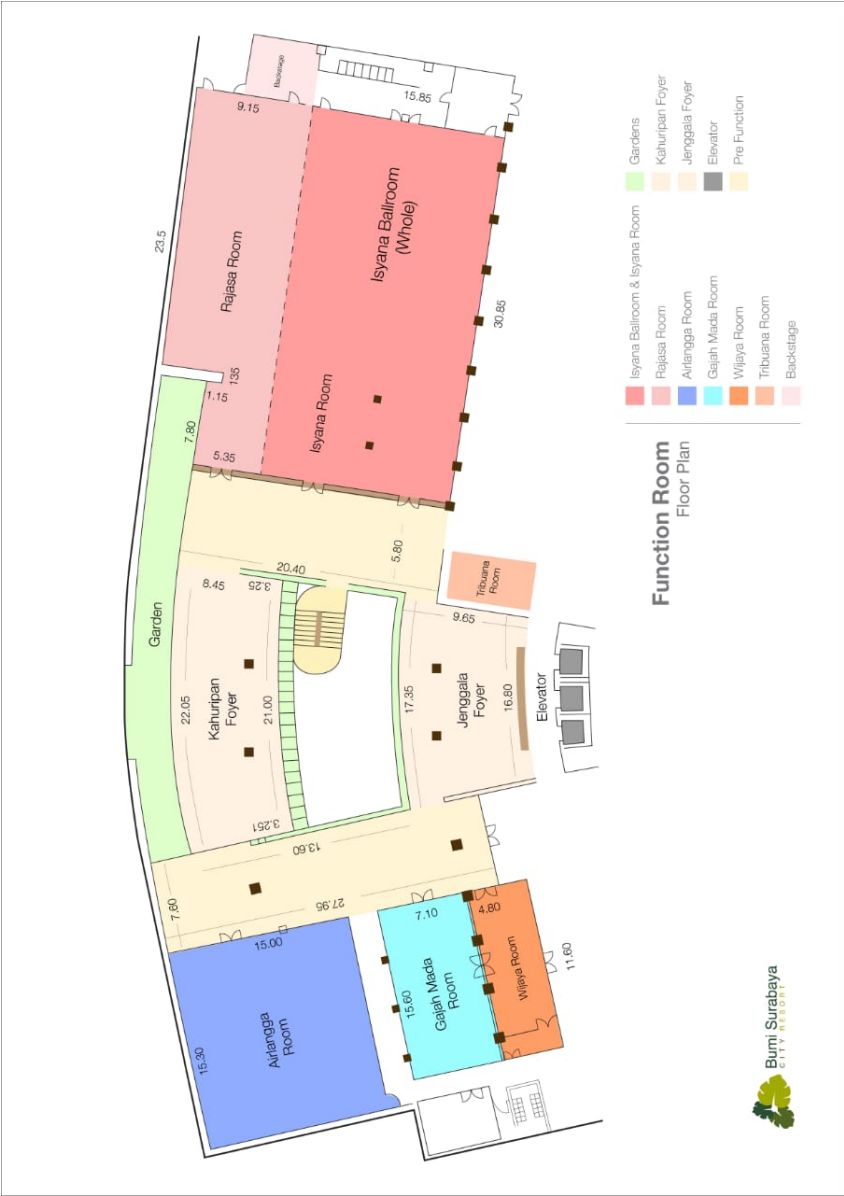 Function Room
Floor Plan
Isyana Ballroom & Isyana Room
Rajasa Room
Airlangga Room
Gajah Mada Room
Wijaya Room
Tribuana Room
Backstage
Gardens
Kahuripan Foyer
Jenggala Foyer
Elevator
Pre Function
Backstage
15.85
9.15
23.5
Rajasa Room
Isyana Ballroom
(Whole)
30.85
Isyana Room
135
1.15
7.80
5.35
5.80
20.40
8.45
3.25
Tribuana
Room
Garden
9.65
22.05
Kahuripan
Foyer
21.00
17.35
Jenggala
Foyer
16.80
Elevator
3.251
13.60
7.60
27.95
15.00
7.10
4.80
15.30
Airlangga
Room
15.60
Gajah Mada
Room
Wijaya Room
11.60
Bumi Surabaya
CITY RESORT